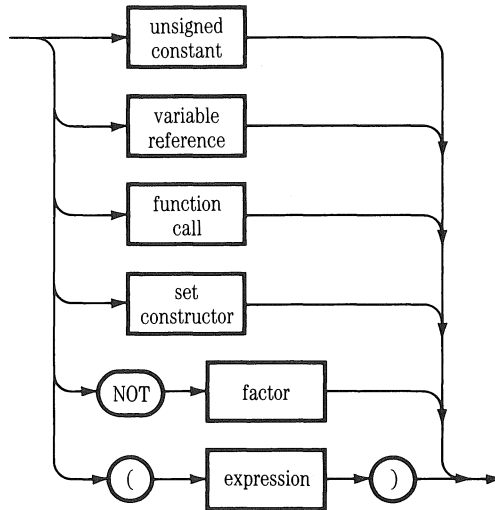 unsigned
constant
variable
reference
function
call
set
constructor
NOT factor
( expression )